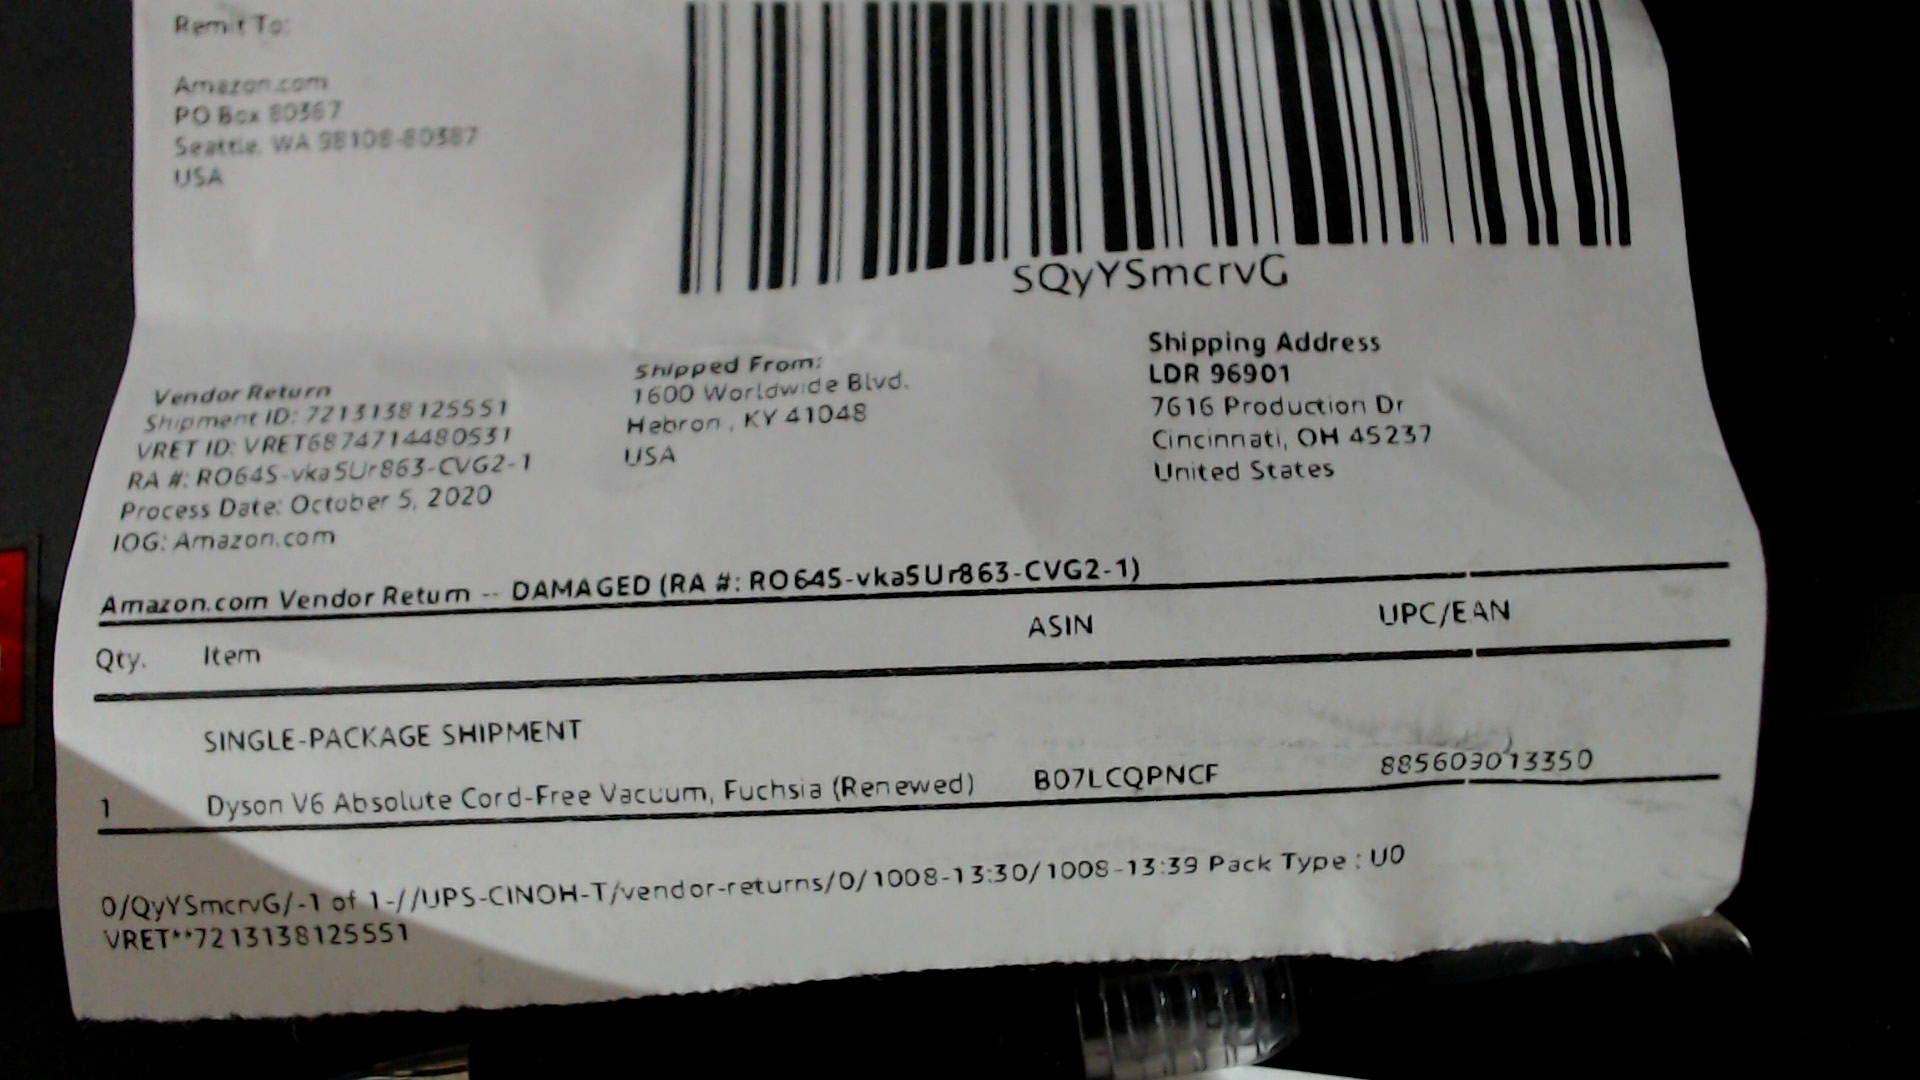 Remit To:
Amazon.com
PO Box 80367
Seattle, WA 98108-80387
USA
SQyYSmcrvG
Vendor Return
Shipment ID: 7213138125551
VRET ID: VRET6874714480531
RA #: RO64S-vka5Ur863-CVG2-1
Process Date: October 5, 2020
IOG: Amazon.com
Shipped From:
1600 Worldwide Blvd.
Hebron , KY 41048
USA
Shipping Address
LDR 96901
7616 Production Dr
Cincinnati, OH 45237
United States
Amazon.com Vendor Return -- DAMAGED (RA #: RO64S-vka5Ur863-CVG2-1)
Qty. Item ASIN UPC/EAN
SINGLE-PACKAGE SHIPMENT
1 Dyson V6 Absolute Cord-Free Vacuum, Fuchsia (Renewed) B07LCQPNCF 885609013350
0/QyYSmcrvG/-1 of 1-//UPS-CINOH-T/vendor-returns/0/1008-13:30/1008-13:39 Pack Type : U0
VRET**7213138125551